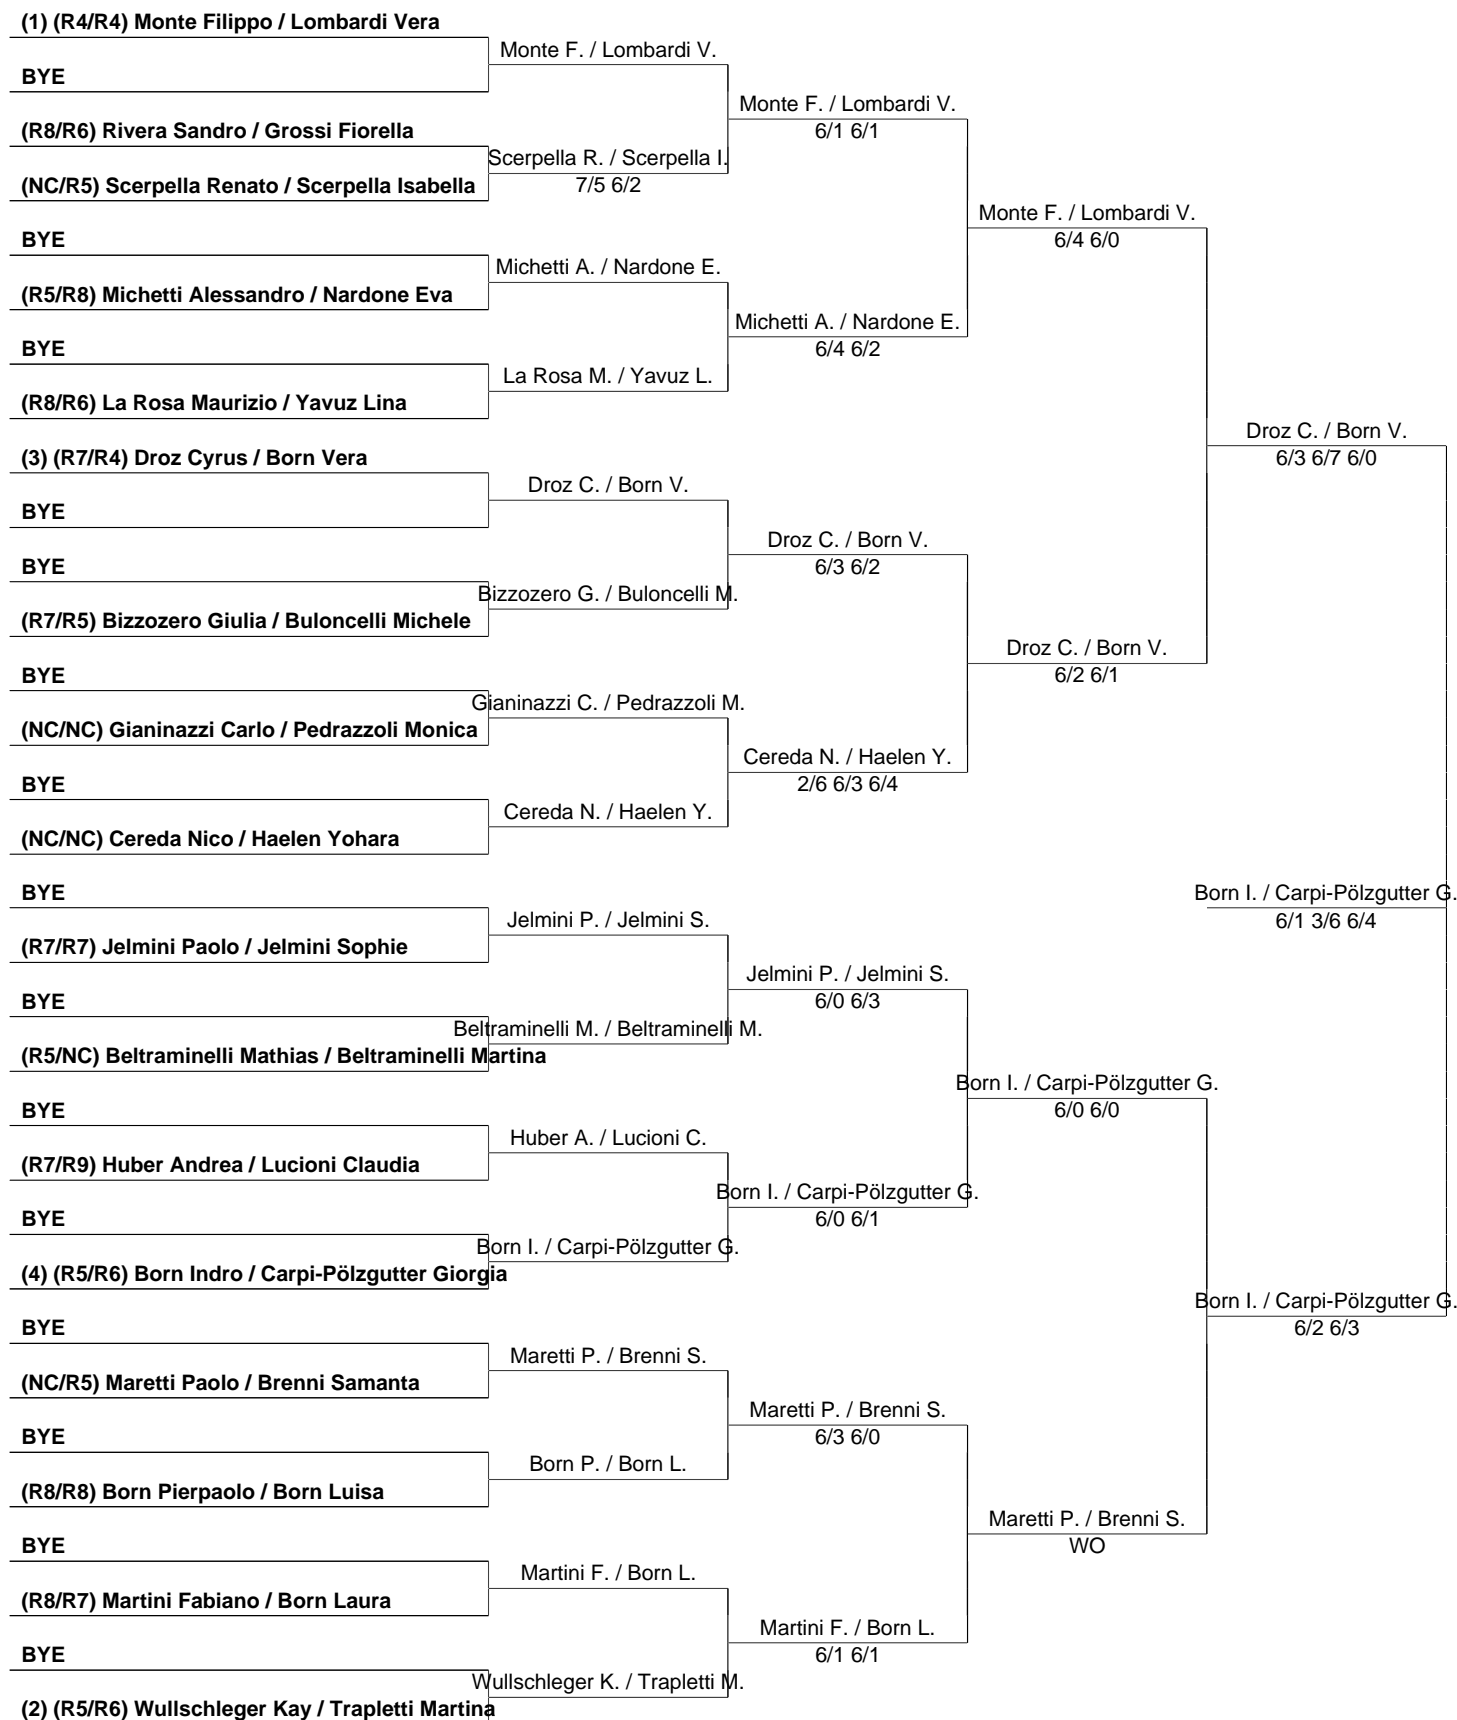 (1) (R4/R4) Monte Filippo / Lombardi Vera
Monte F. / Lombardi V.
BYE
Monte F. / Lombardi V.
6/1 6/1
(R8/R6) Rivera Sandro / Grossi Fiorella
Scerpella R. / Scerpella I.
7/5 6/2
(NC/R5) Scerpella Renato / Scerpella Isabella
Monte F. / Lombardi V.
6/4 6/0
BYE
Michetti A. / Nardone E.
(R5/R8) Michetti Alessandro / Nardone Eva
Michetti A. / Nardone E.
6/4 6/2
BYE
La Rosa M. / Yavuz L.
(R8/R6) La Rosa Maurizio / Yavuz Lina
Droz C. / Born V.
6/3 6/7 6/0
(3) (R7/R4) Droz Cyrus / Born Vera
Droz C. / Born V.
BYE
Droz C. / Born V.
6/3 6/2
BYE
Bizzozero G. / Buloncelli M.
(R7/R5) Bizzozero Giulia / Buloncelli Michele
Droz C. / Born V.
6/2 6/1
BYE
Gianinazzi C. / Pedrazzoli M.
(NC/NC) Gianinazzi Carlo / Pedrazzoli Monica
Cereda N. / Haelen Y.
2/6 6/3 6/4
BYE
Cereda N. / Haelen Y.
(NC/NC) Cereda Nico / Haelen Yohara
BYE
Born I. / Carpi-Pölzgutter G.
6/1 3/6 6/4
Jelmini P. / Jelmini S.
(R7/R7) Jelmini Paolo / Jelmini Sophie
Jelmini P. / Jelmini S.
6/0 6/3
BYE
Beltraminelli M. / Beltraminelli M.
(R5/NC) Beltraminelli Mathias / Beltraminelli Martina
Born I. / Carpi-Pölzgutter G.
6/0 6/0
BYE
Huber A. / Lucioni C.
(R7/R9) Huber Andrea / Lucioni Claudia
Born I. / Carpi-Pölzgutter G.
6/0 6/1
BYE
Born I. / Carpi-Pölzgutter G.
(4) (R5/R6) Born Indro / Carpi-Pölzgutter Giorgia
Born I. / Carpi-Pölzgutter G.
6/2 6/3
BYE
Maretti P. / Brenni S.
(NC/R5) Maretti Paolo / Brenni Samanta
Maretti P. / Brenni S.
6/3 6/0
BYE
Born P. / Born L.
(R8/R8) Born Pierpaolo / Born Luisa
Maretti P. / Brenni S.
WO
BYE
Martini F. / Born L.
(R8/R7) Martini Fabiano / Born Laura
Martini F. / Born L.
6/1 6/1
BYE
Wullschleger K. / Trapletti M.
(2) (R5/R6) Wullschleger Kay / Trapletti Martina